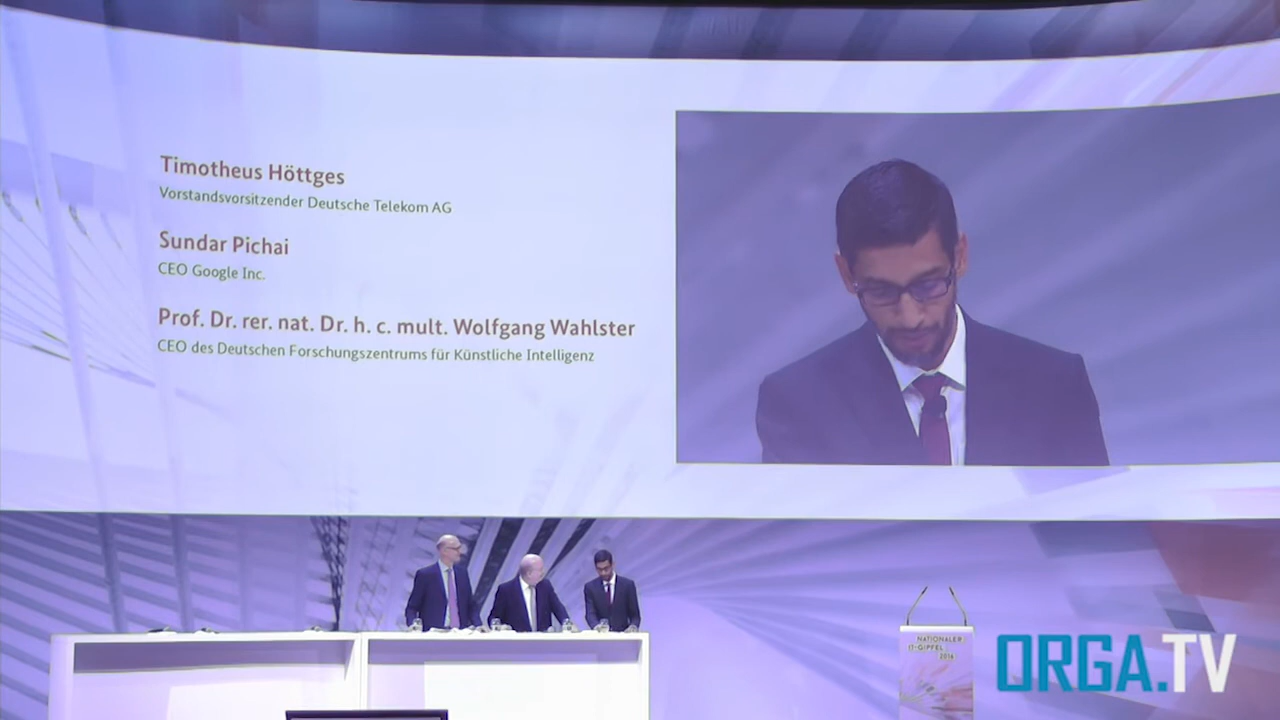 Timotheus Höttges
Vorstandsvorsitzender Deutsche Telekom AG
Sundar Pichai
CEO Google Inc.
Prof. Dr. rer. nat. Dr. h. c. mult. Wolfgang Wahlster
CEO des Deutschen Forschungszentrums für Künstliche Intelligenz
NATIONALER
IT-GIPFEL
2016
ORGA.TV